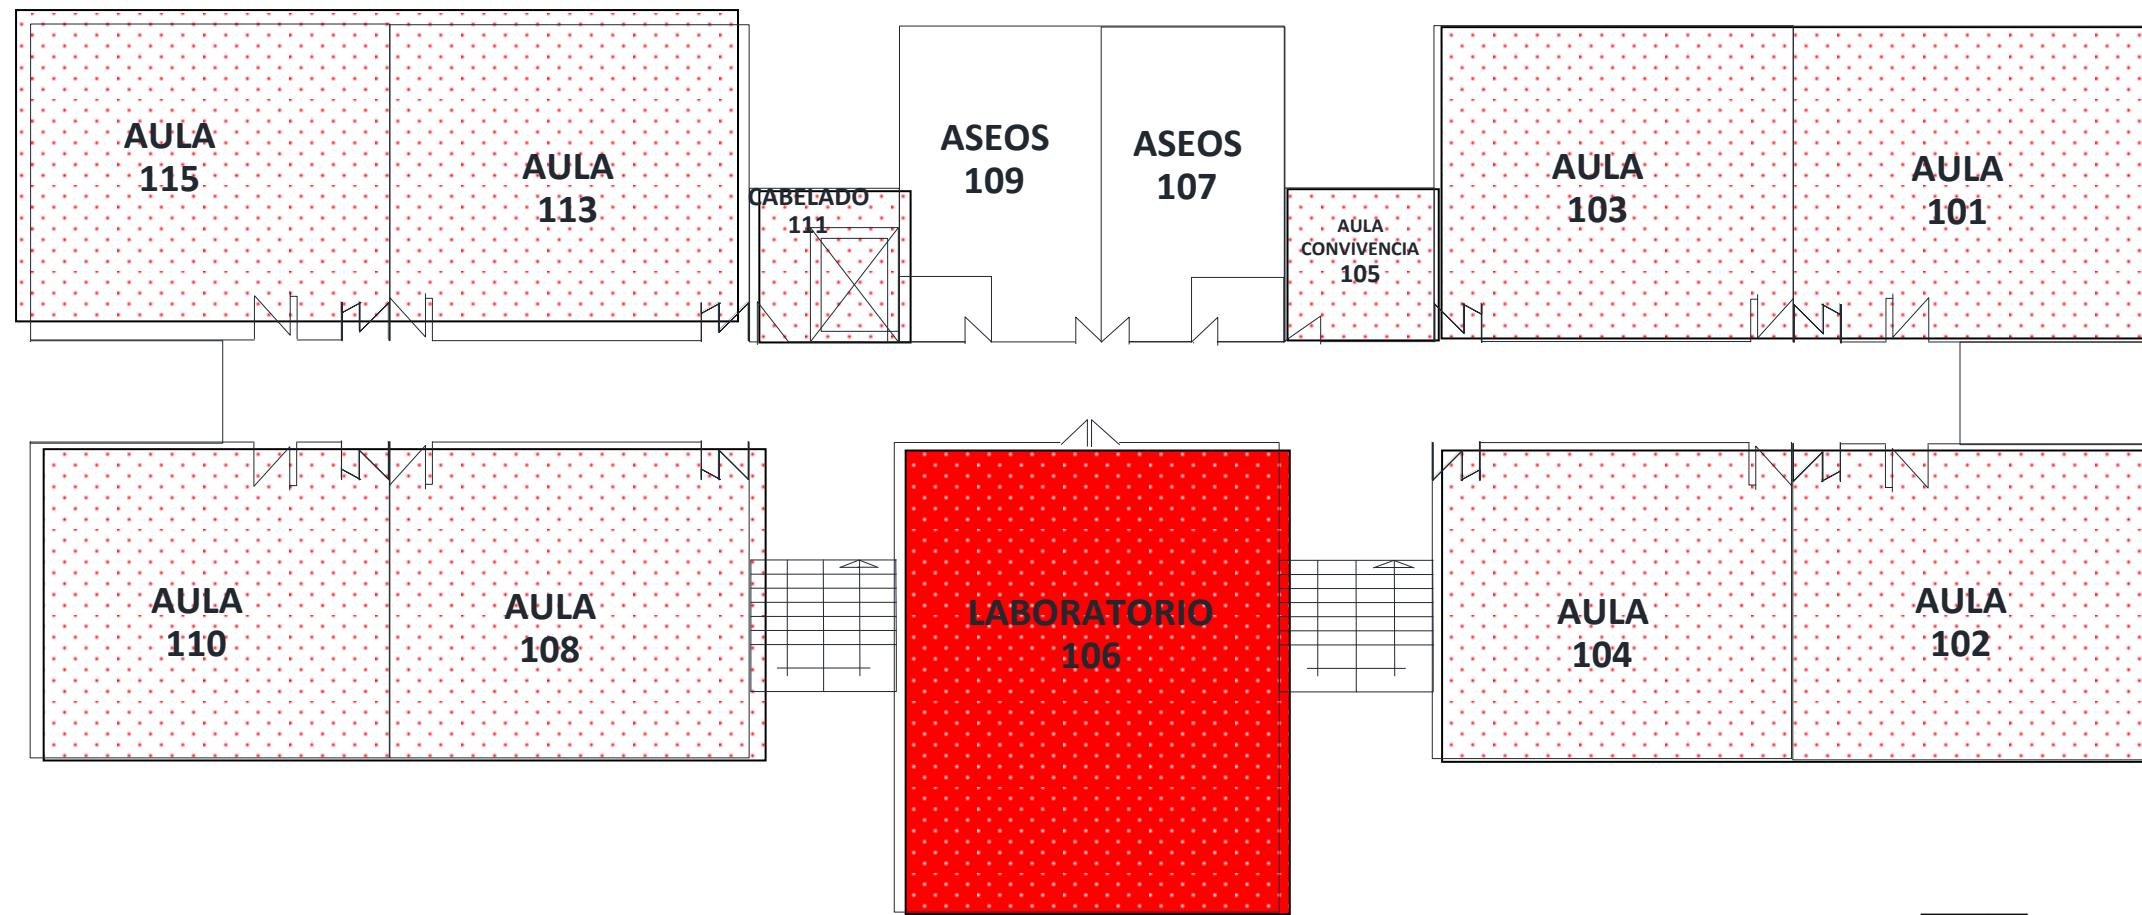 AULA
115
AULA
113
CABELADO
111
ASEOS
109
ASEOS
107
AULA
CONVIVENCIA
105
AULA
103
AULA
101
AULA
110
AULA
108
LABORATORIO
106
AULA
104
AULA
102